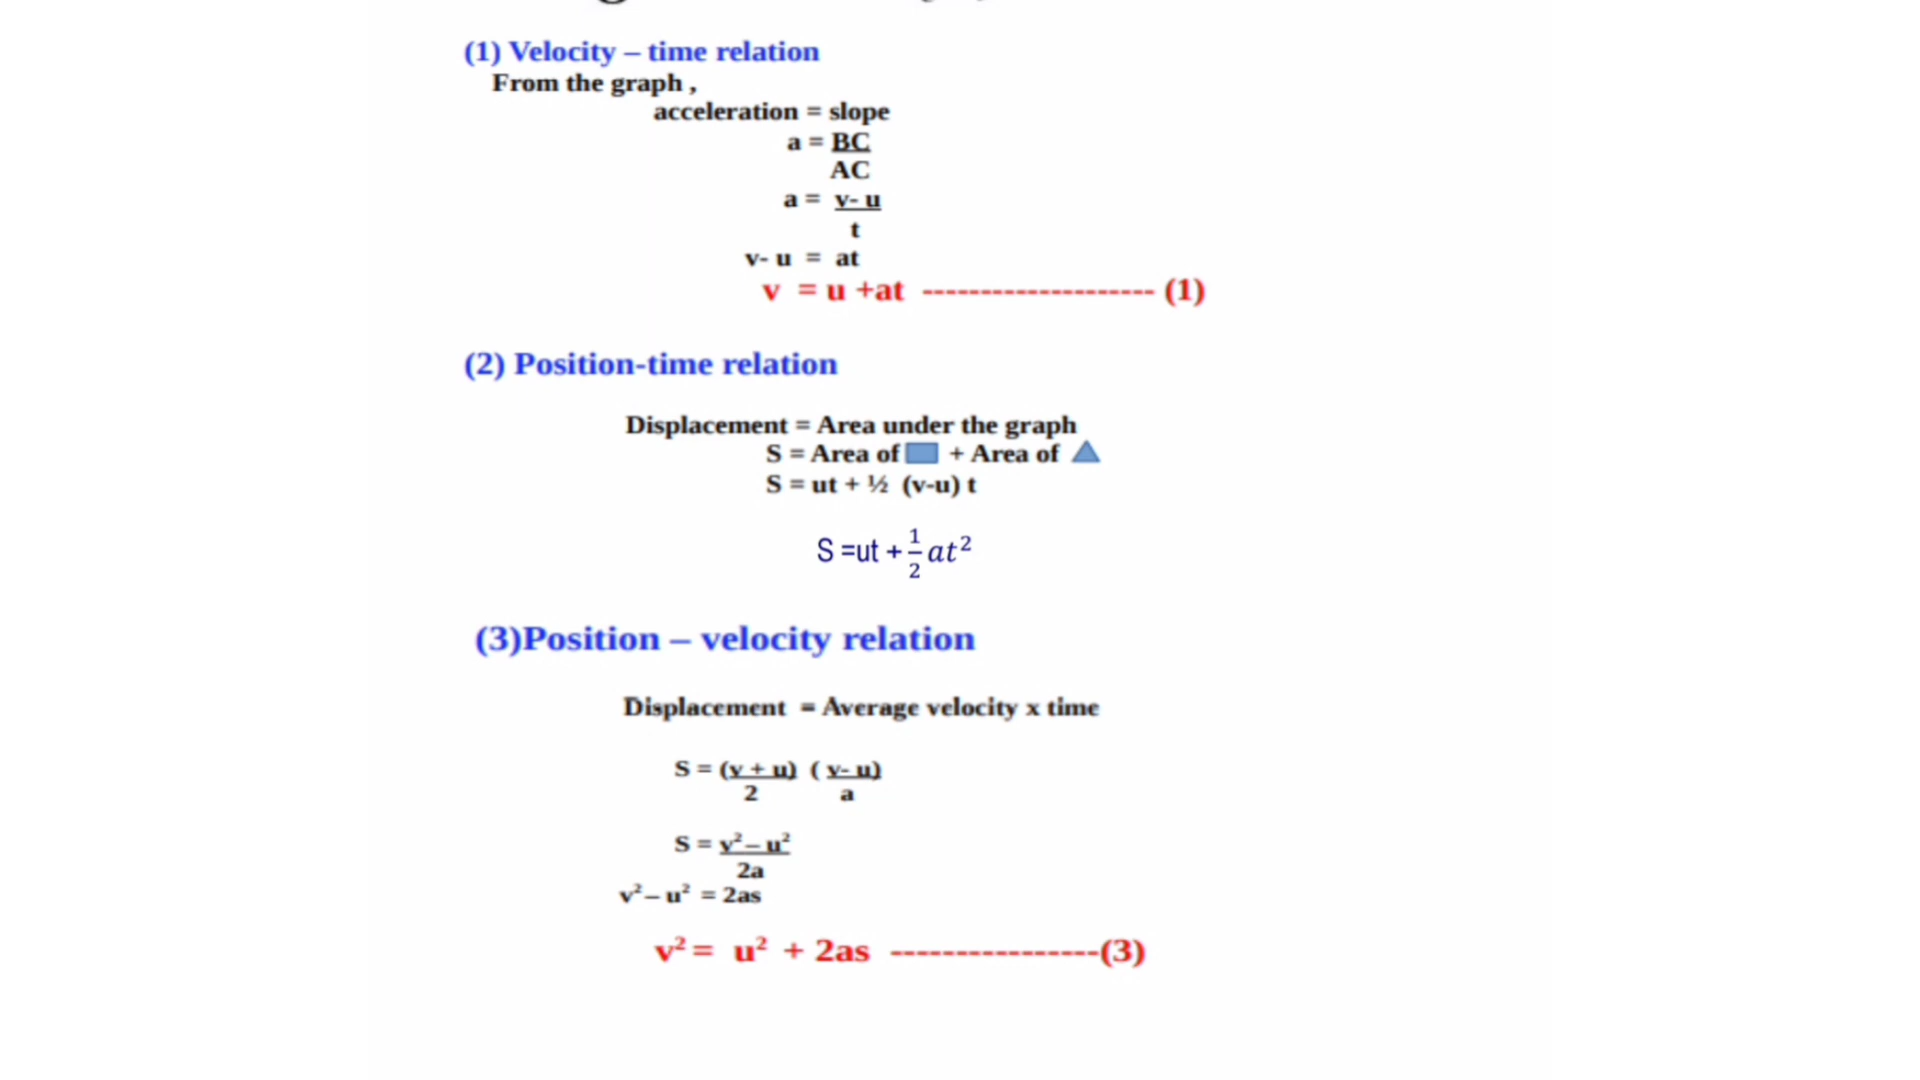 (1) Velocity – time relation
From the graph ,
acceleration = slope
a = BC
AC
a = v- u
t
v- u = at
v = u +at -------------------- (1)
(2) Position-time relation
Displacement = Area under the graph
S = Area of + Area of
S = ut + ½ (v-u) t
S =ut + 1/2 at²
(3)Position – velocity relation
Displacement = Average velocity x time
S = (v + u) ( v- u)
2 a
S = v² – u²
2a
v² – u² = 2as
v² = u² + 2as ----------------(3)